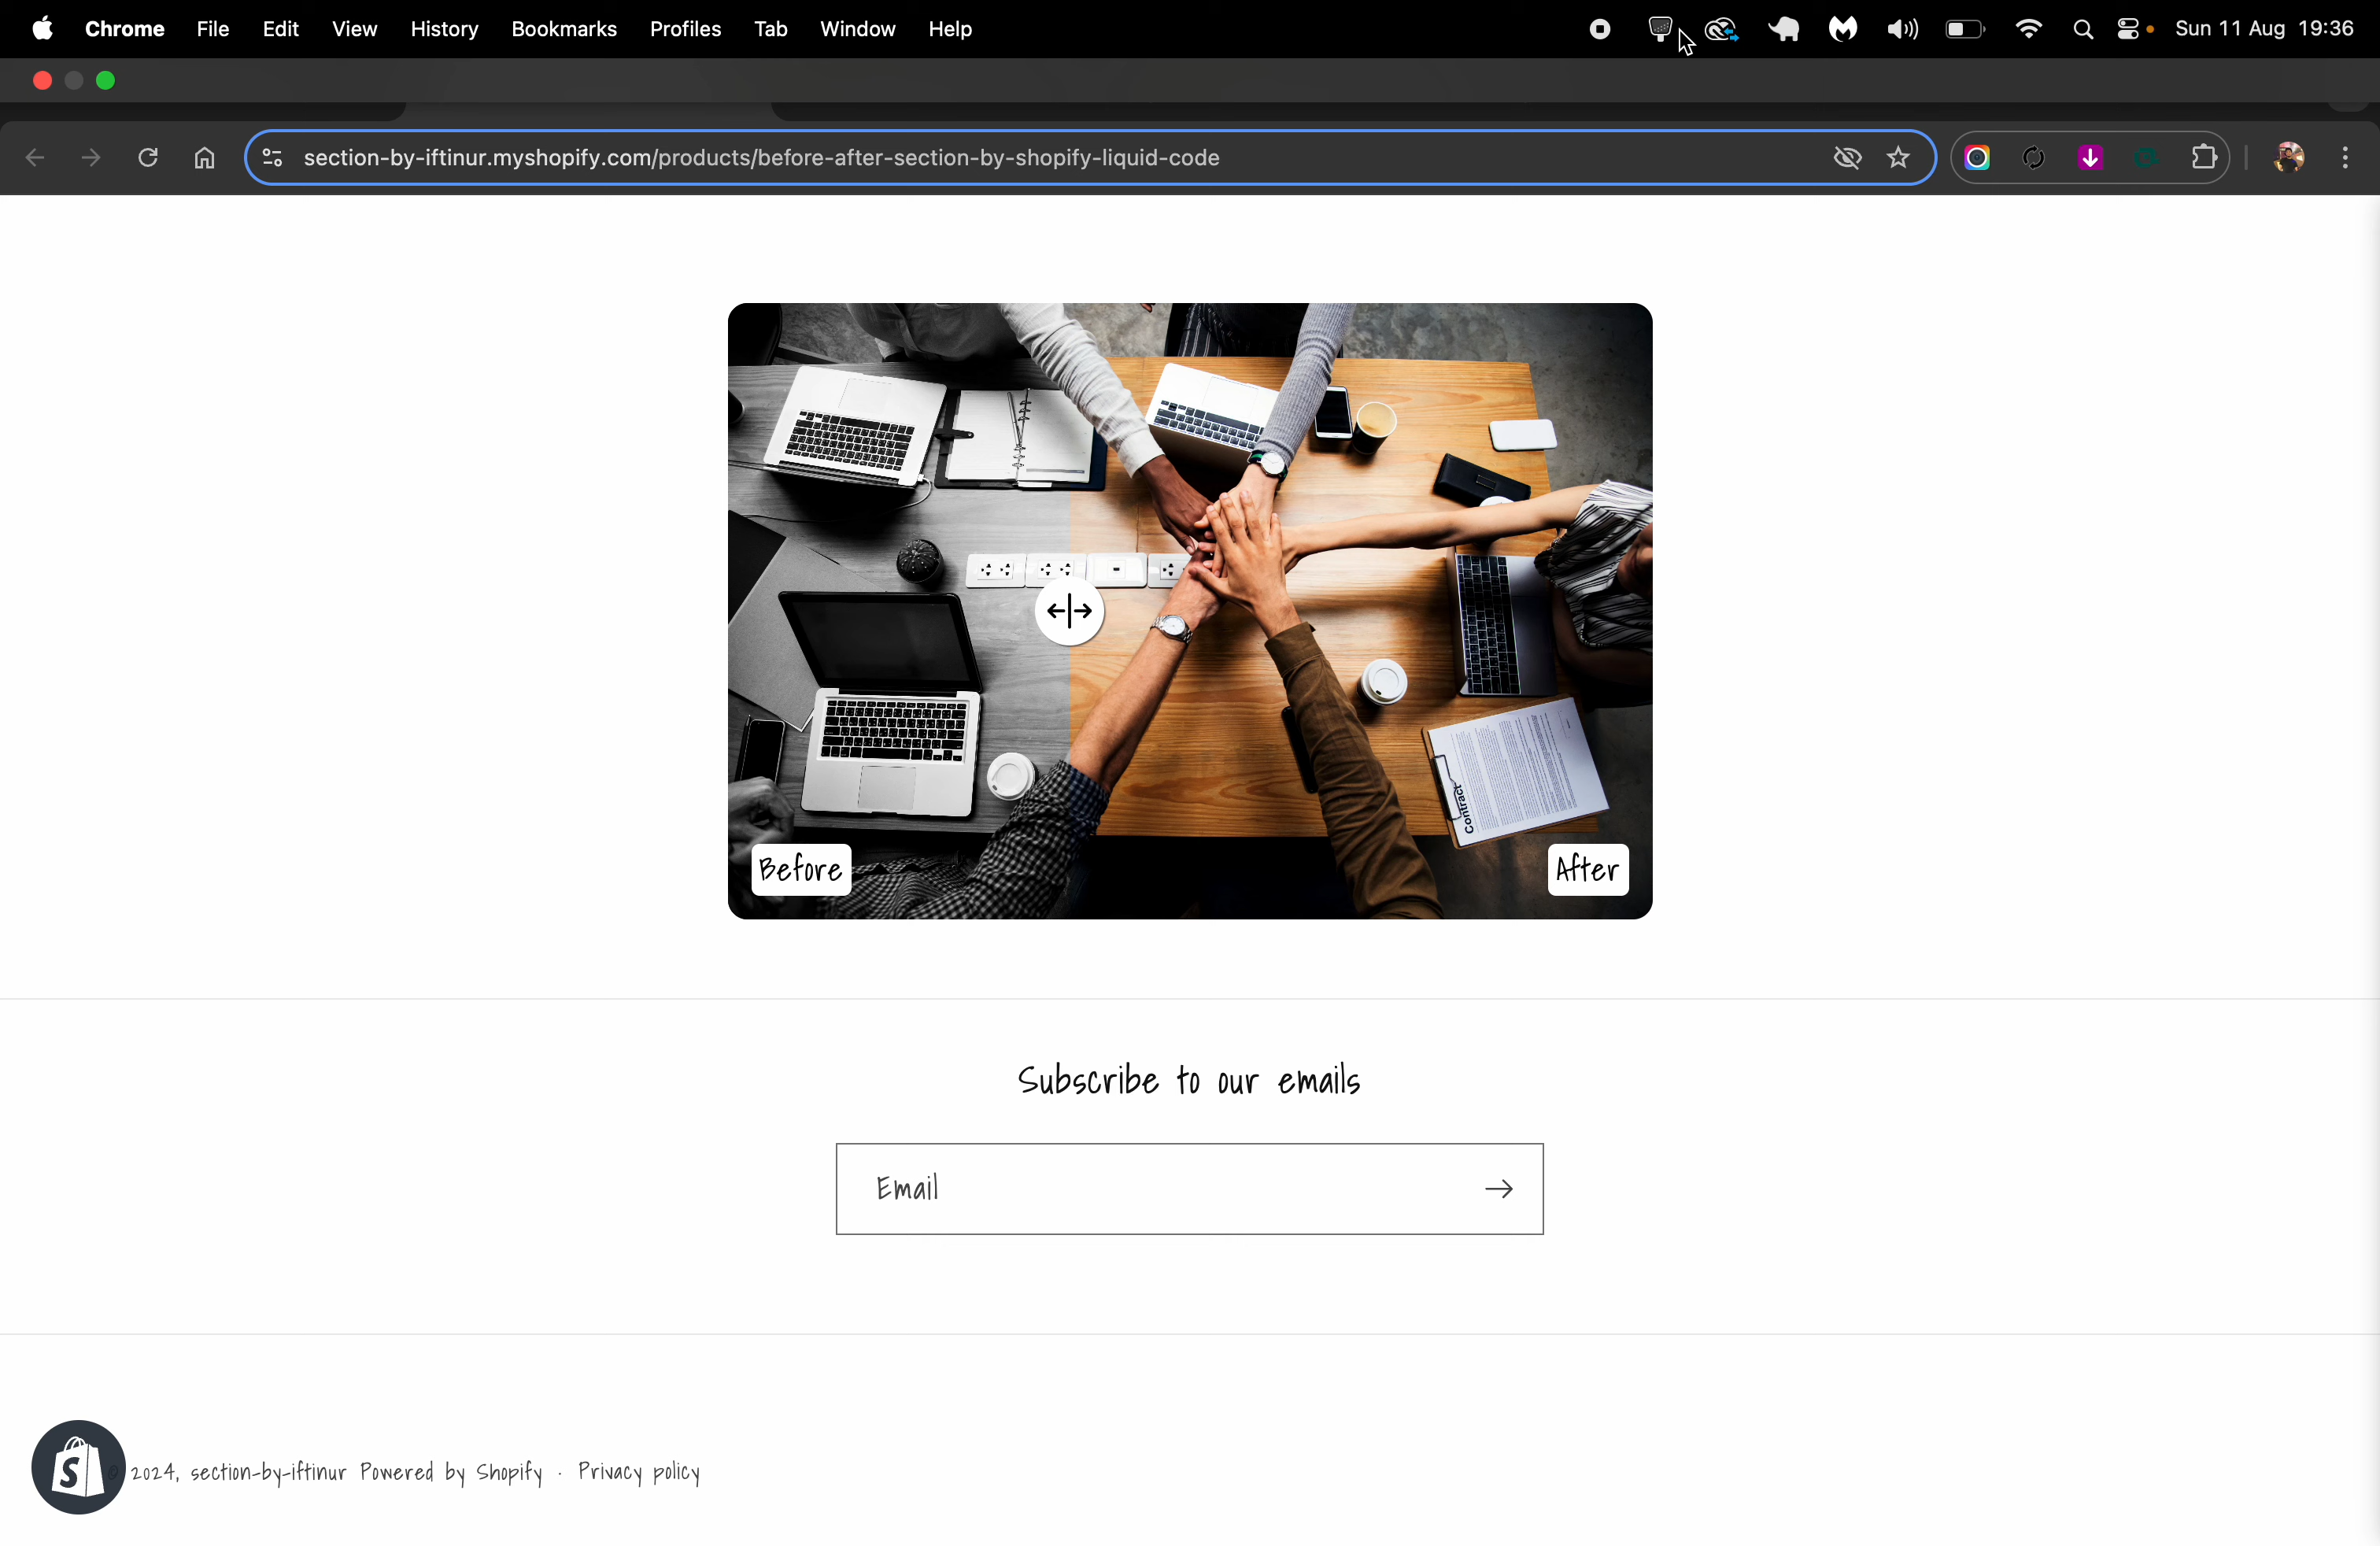 Chrome File Edit View History Bookmarks Profiles Tab Window Help Sun 11 Aug 19:36
section-by-iftinur.myshopify.com/products/before-after-section-by-shopify-liquid-code
Contract
Before After
Subscribe to our emails
Email
2024, section-by-iftinur Powered by Shopify · Privacy policy